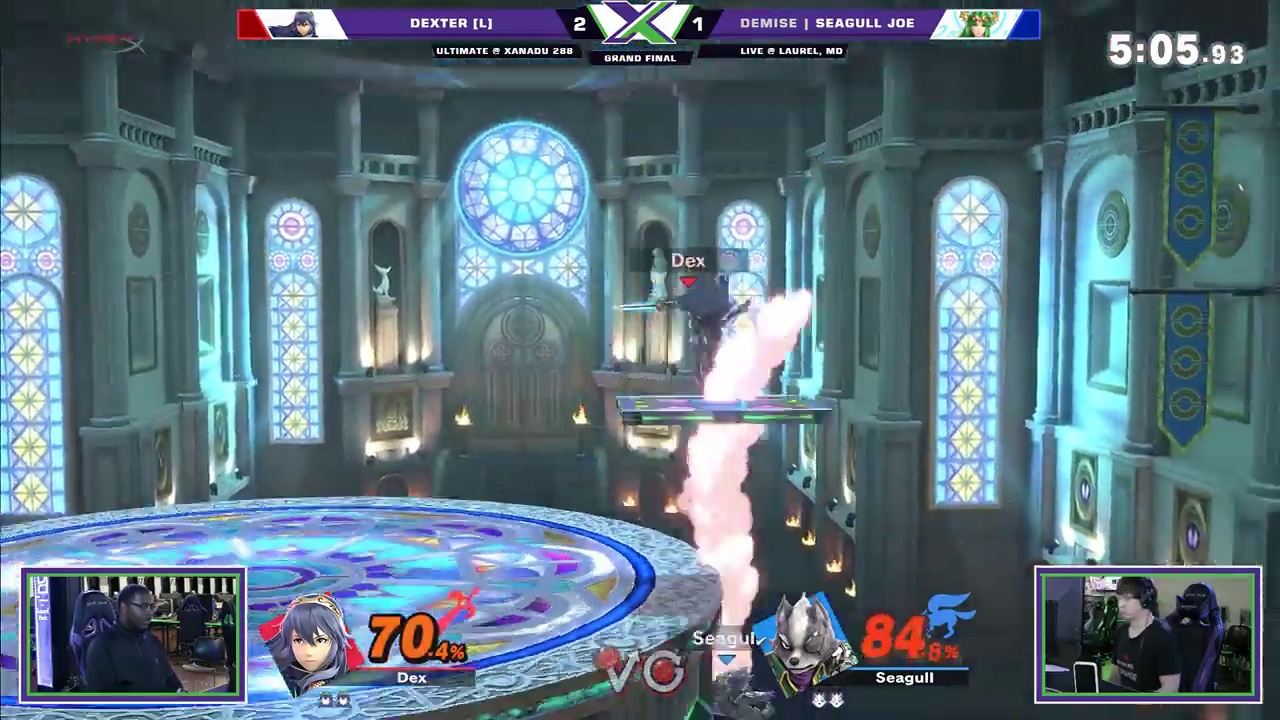 DEXTER [L]
2
1
DEMISE | SEAGULL JOE
ULTIMATE @ XANADU 288
GRAND FINAL
LIVE @ LAUREL, MD
5:05.93
Dex
Seagull
70.4%
Dex
84.8%
Seagull
VG